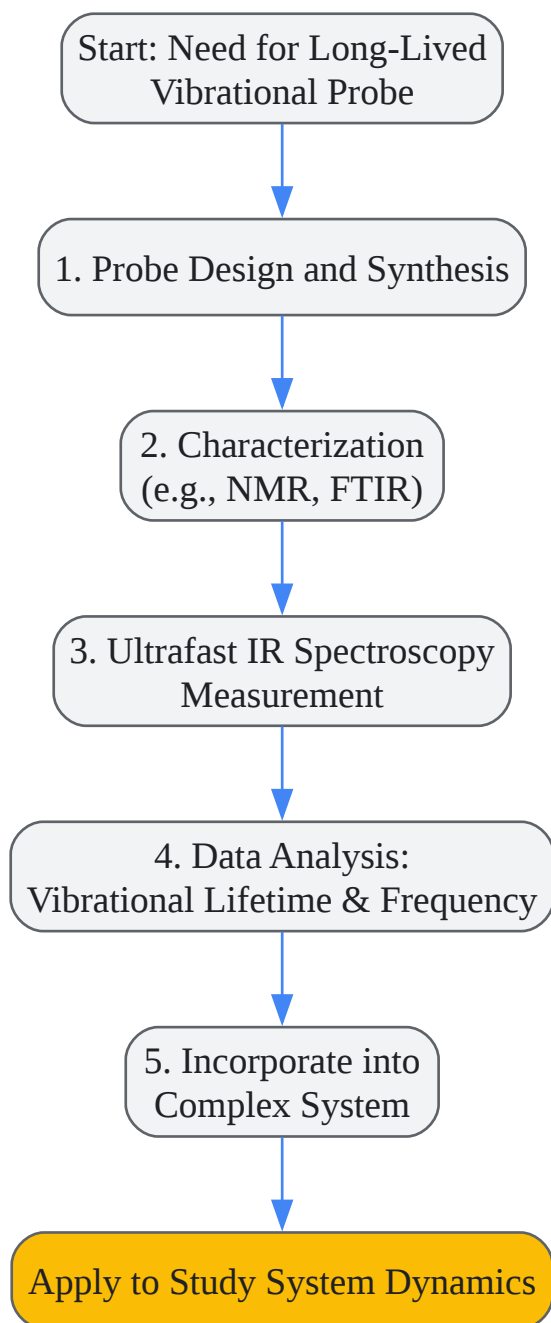 Start: Need for Long-Lived
Vibrational Probe
1. Probe Design and Synthesis
2. Characterization
(e.g., NMR, FTIR)
3. Ultrafast IR Spectroscopy
Measurement
4. Data Analysis:
Vibrational Lifetime & Frequency
5. Incorporate into
Complex System
Apply to Study System Dynamics